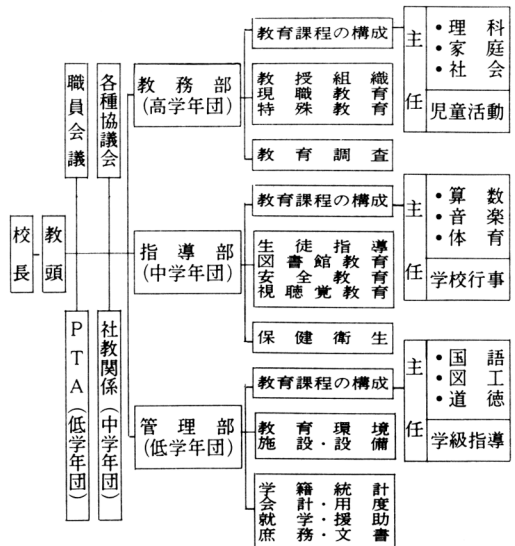 校長
教頭
職員会議
各種協議会
PTA(低学年団)
社教関係(中学年団)
教務部
(高学年団)
教育課程の構成
教授組織
現職教育
特殊教育
教育調査
主任
・理科
・家庭
・社会
児童活動
指導部
(中学年団)
教育課程の構成
生徒指導
図書館教育
安全教育
視聴覚教育
保健衛生
主任
・算数
・音楽
・体育
学校行事
管理部
(低学年団)
教育課程の構成
教育環境
施設・設備
学籍統計
会計・用度
就学・援助
庶務・文書
主任
・国語
・図工
・道徳
学級指導